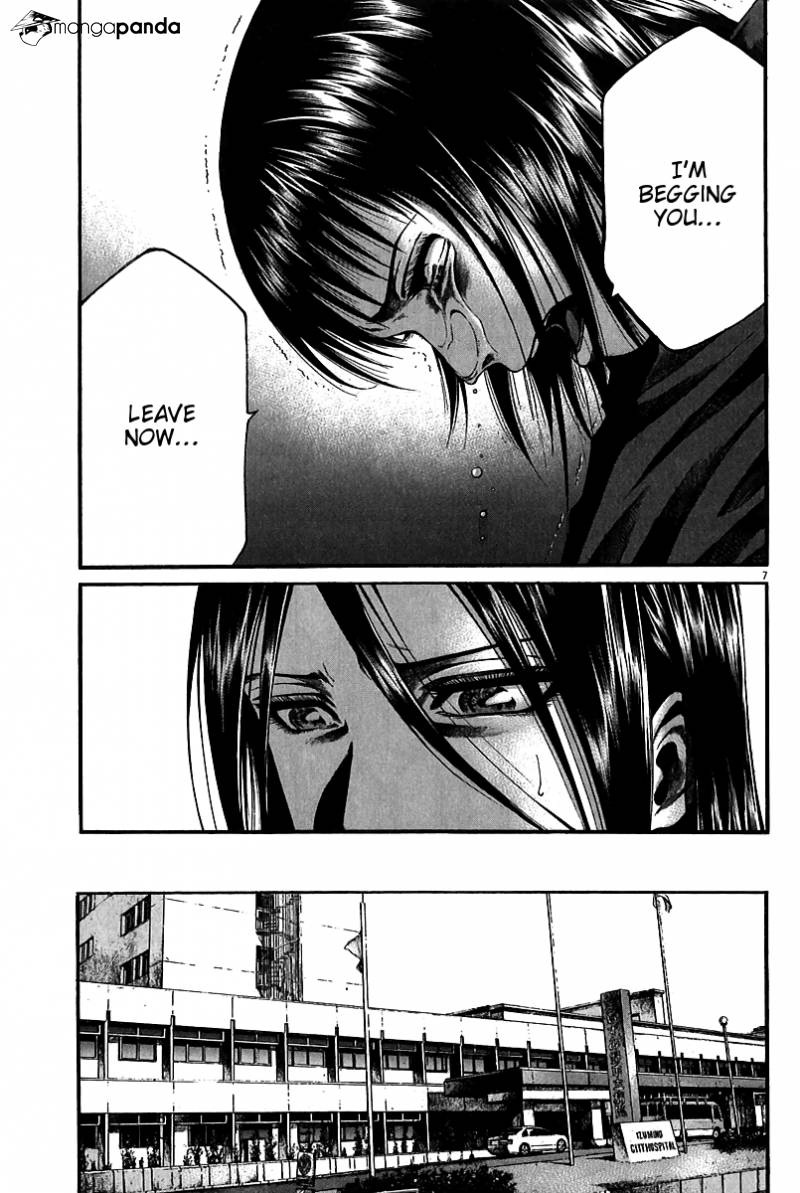 mangapanda
I'M
BEGGING
YOU...
LEAVE
NOW...
7
IZUMINO
CITY HOSPITAL